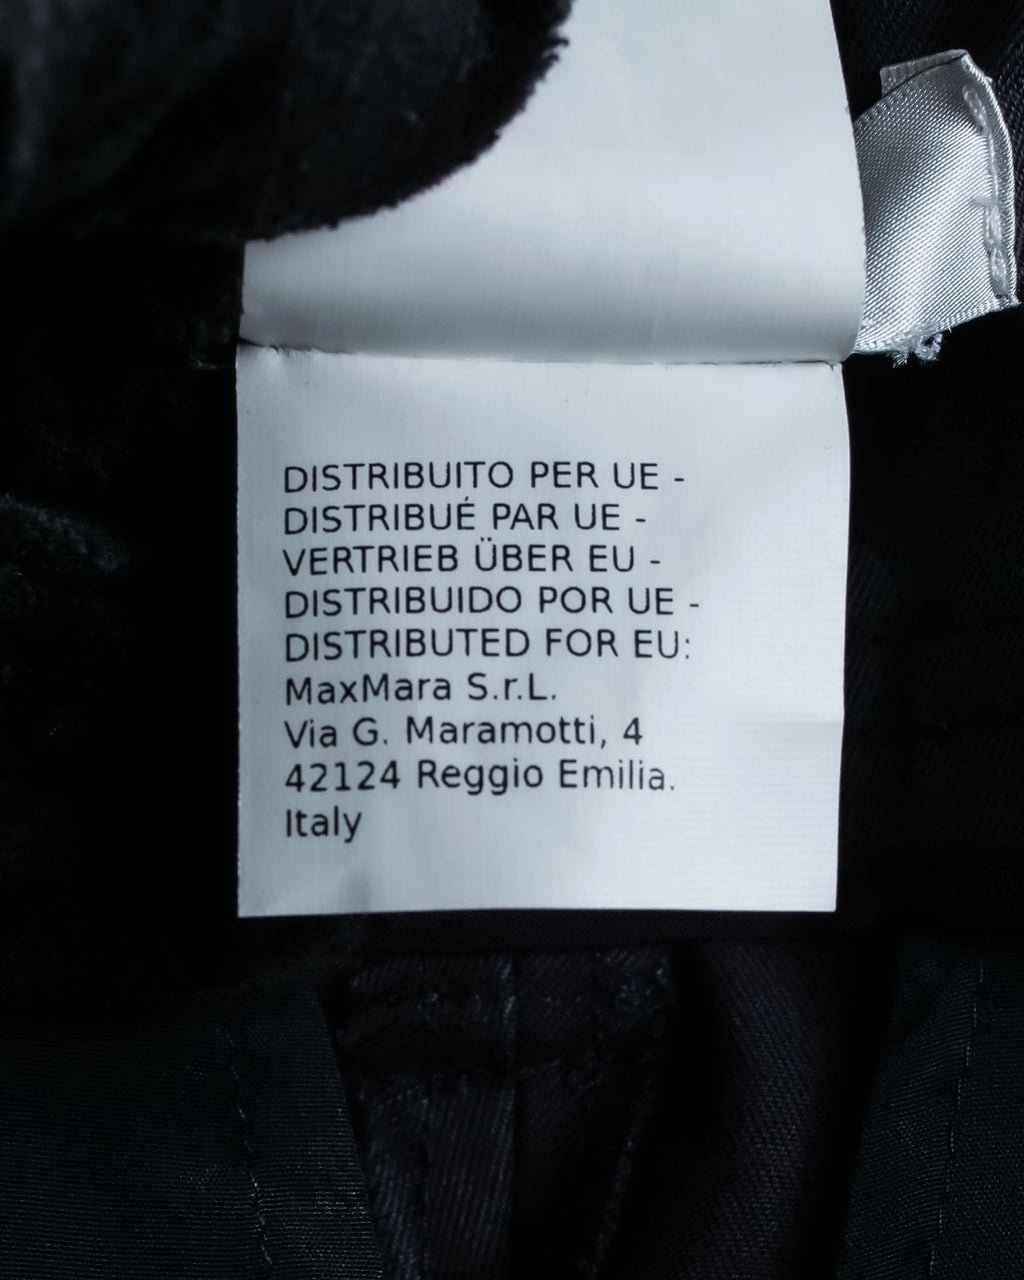 DISTRIBUITO PER UE -
DISTRIBUÉ PAR UE -
VERTRIEB ÜBER EU -
DISTRIBUIDO POR UE -
DISTRIBUTED FOR EU:
MaxMara S.r.L.
Via G. Maramotti, 4
42124 Reggio Emilia.
Italy